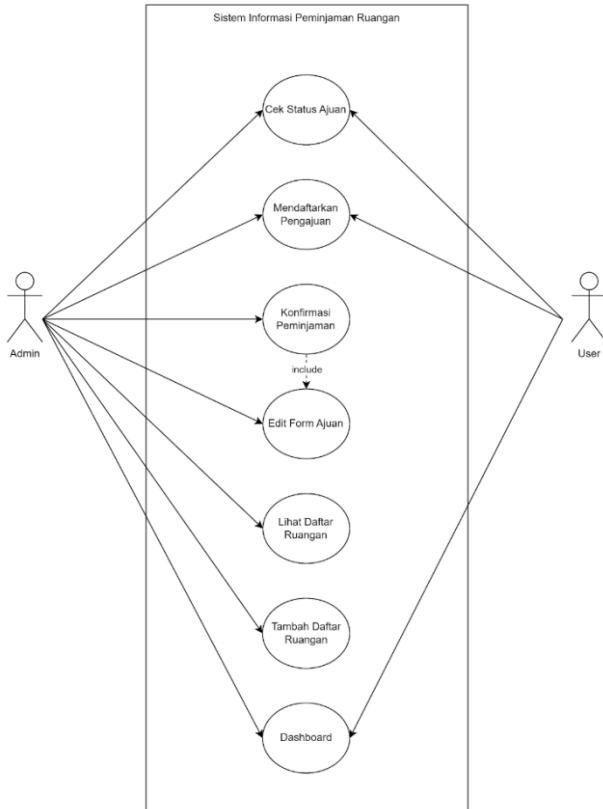 Sistem Informasi Peminjaman Ruangan
Cek Status Ajuan
Mendaftarkan
Pengajuan
Konfirmasi
Peminjaman
include
Edit Form Ajuan
Lihat Daftar
Ruangan
Tambah Daftar
Ruangan
Dashboard
Admin
User